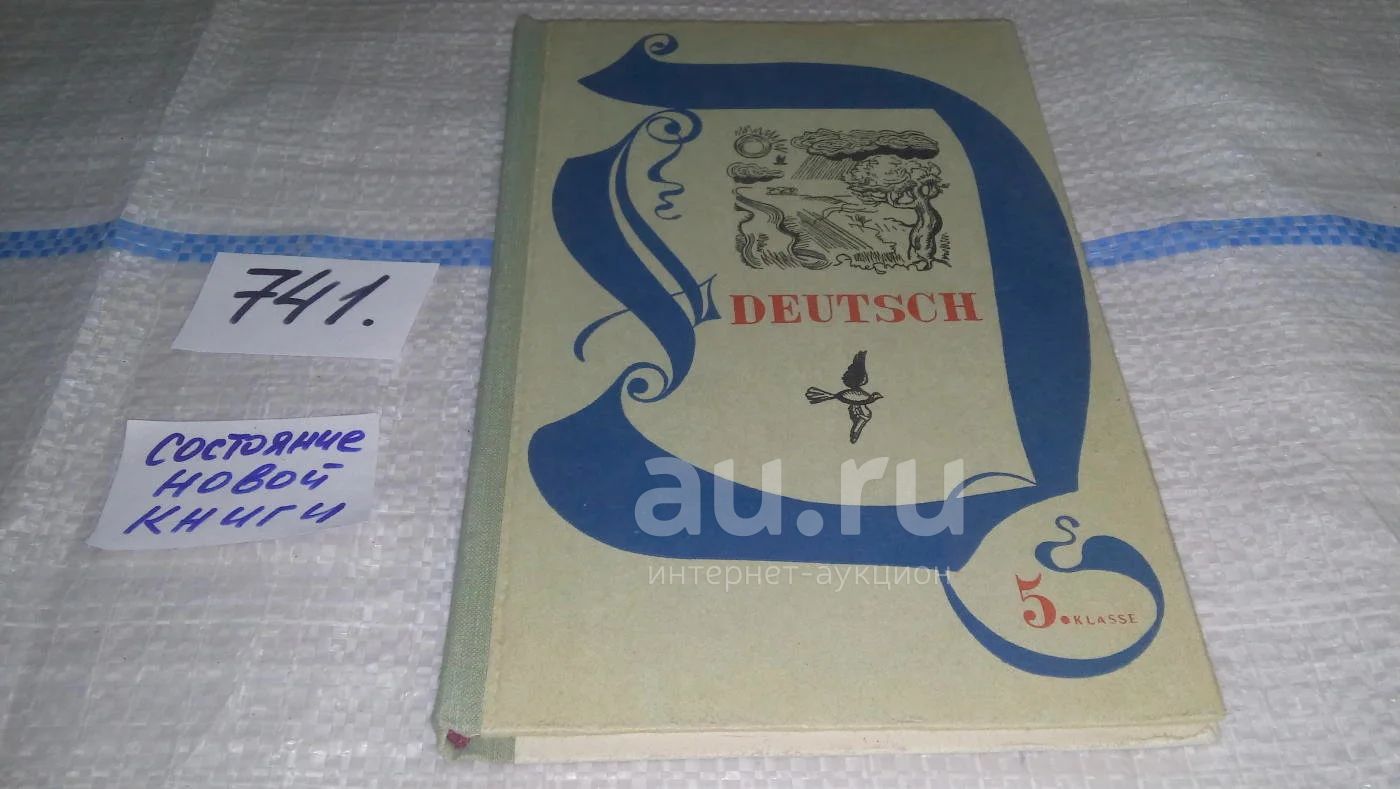 741.
состояние
новой
книги
DEUTSCH
5. KLASSE
au.ru
интернет-аукцион